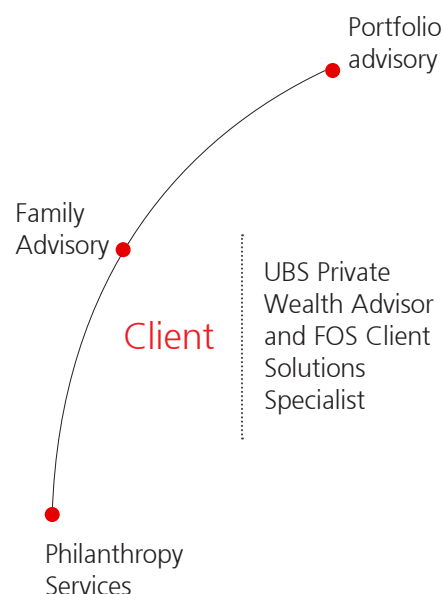 Portfolio
advisory
Family
Advisory
Client
UBS Private
Wealth Advisor
and FOS Client
Solutions
Specialist
Philanthropy
Services